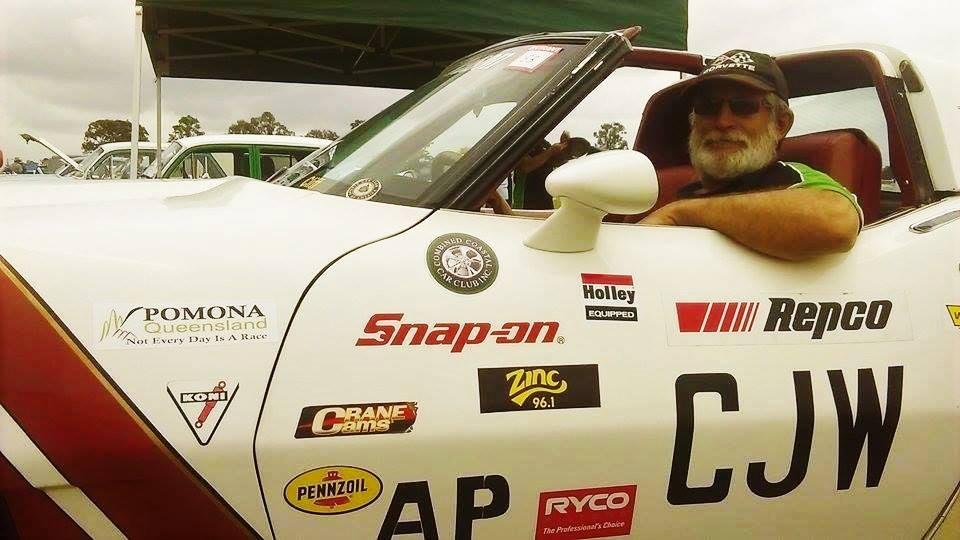 CORVETTE
COMBINED COASTAL
CAR CLUB INC.
POMONA
Queensland
Not Every Day Is A Race
Snap-on
Holley
EQUIPPED
Repco
KONI
CRANE
Cams
Zinc
96.1
CJW
PENNZOIL
AP
RYCO
The Professional's Choice